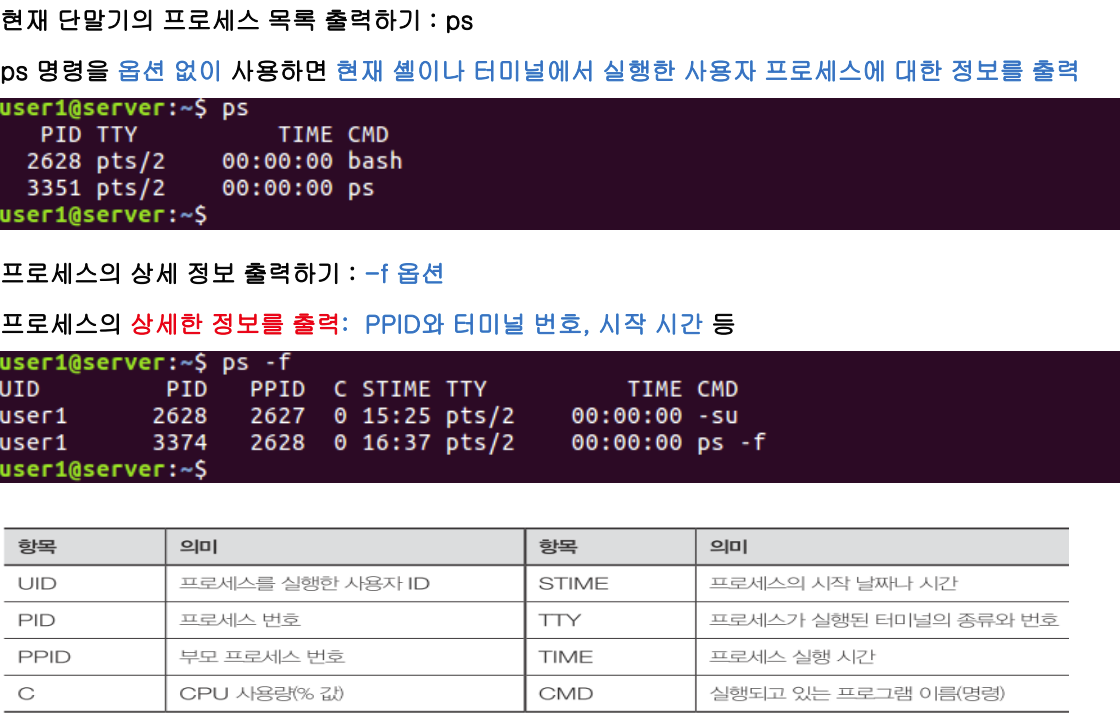 현재 단말기의 프로세스 목록 출력하기 : ps
ps 명령을 옵션 없이 사용하면 현재 셸이나 터미널에서 실행한 사용자 프로세스에 대한 정보를 출력
user1@server:~$ ps
PID TTY TIME CMD
2628 pts/2 00:00:00 bash
3351 pts/2 00:00:00 ps
user1@server:~$
프로세스의 상세 정보 출력하기 : -f 옵션
프로세스의 상세한 정보를 출력: PPID와 터미널 번호, 시작 시간 등
user1@server:~$ ps -f
UID PID PPID C STIME TTY TIME CMD
user1 2628 2627 0 15:25 pts/2 00:00:00 -su
user1 3374 2628 0 16:37 pts/2 00:00:00 ps -f
user1@server:~$
항목 의미 항목 의미
UID 프로세스를 실행한 사용자 ID STIME 프로세스의 시작 날짜나 시간
PID 프로세스 번호 TTY 프로세스가 실행된 터미널의 종류와 번호
PPID 부모 프로세스 번호 TIME 프로세스 실행 시간
C CPU 사용량(% 값) CMD 실행되고 있는 프로그램 이름(명령)